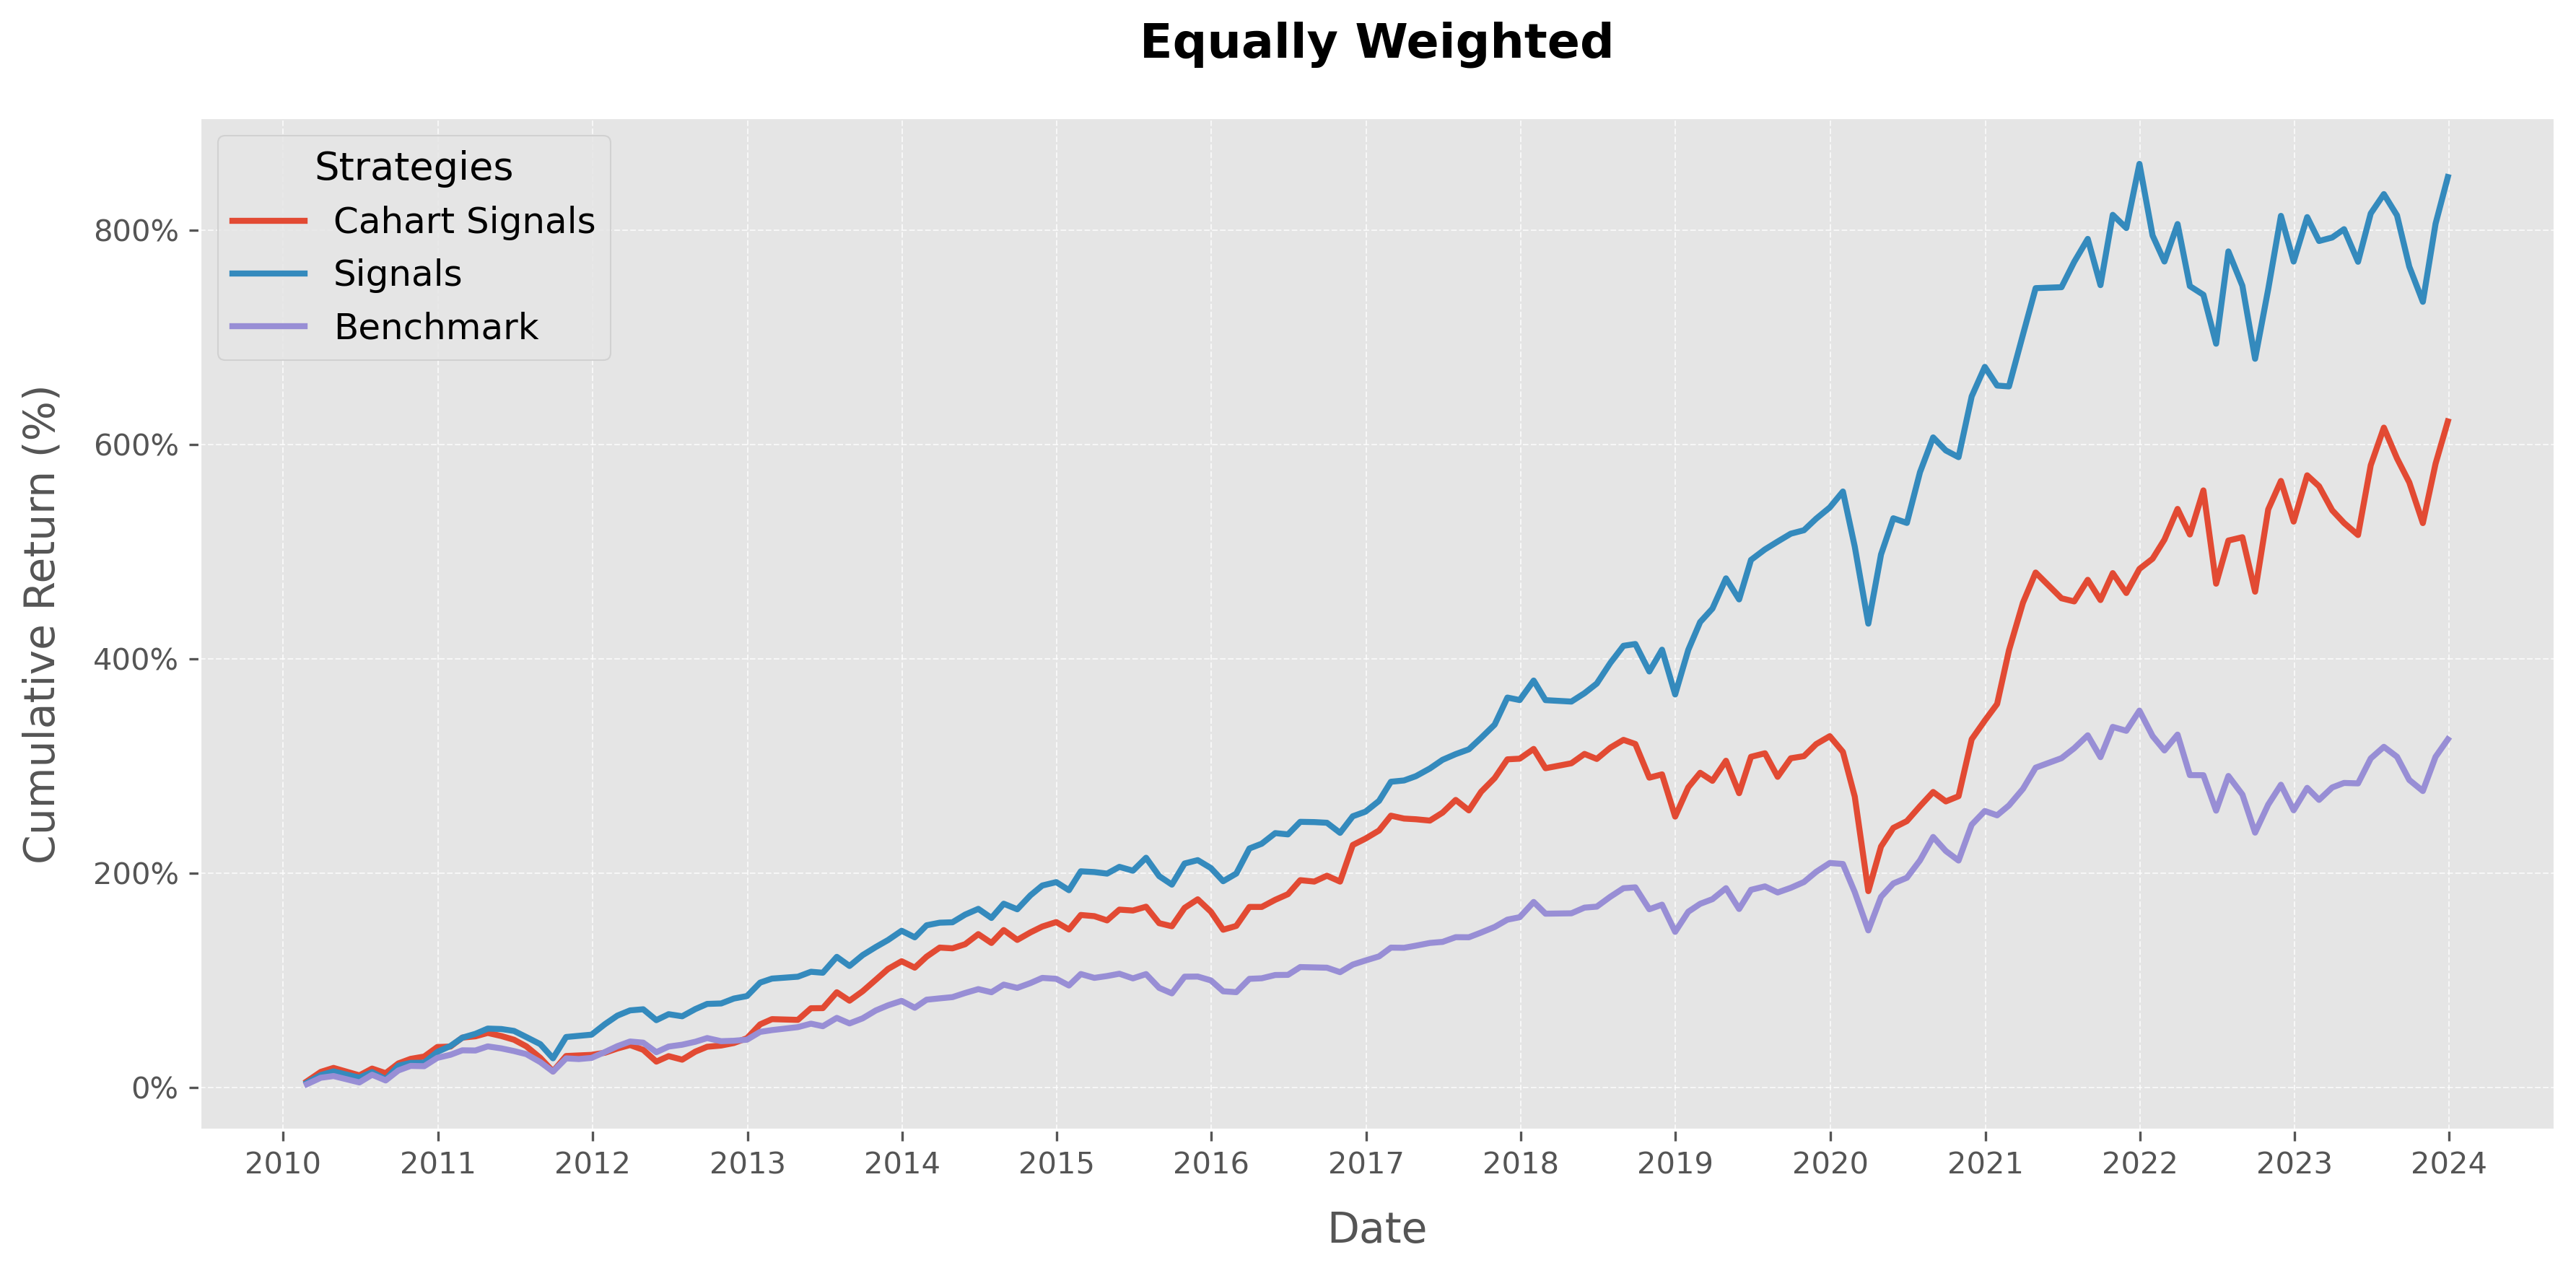 Equally Weighted
Strategies
Cahart Signals
Signals
Benchmark
Cumulative Return (%)
800%
600%
400%
200%
0%
2010 2011 2012 2013 2014 2015 2016 2017 2018 2019 2020 2021 2022 2023 2024
Date